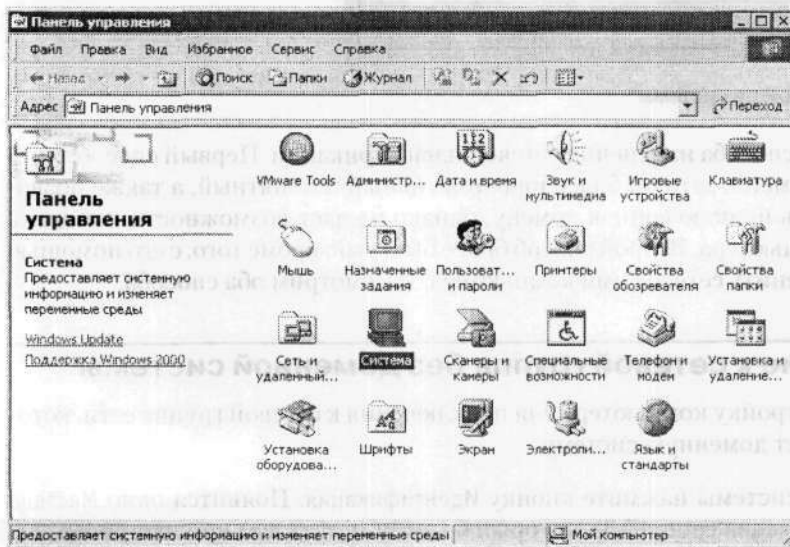 Панель управления
Файл Правка Вид Избранное Сервис Справка
Назад Поиск Папки Журнал
Адрес Панель управления Переход
Панель
управления
Система
Предоставляет системную
информацию и изменяет
переменные среды
Windows Update
Поддержка Windows 2000
VMware Tools
Администр...
Дата и время
Звук и
мультимедиа
Игровые
устройства
Клавиатура
Мышь
Назначенные
задания
Пользоват...
и пароли
Принтеры
Свойства
обозревателя
Свойства
папки
Сеть и
удаленный...
Система
Сканеры и
камеры
Специальные
возможности
Телефон и
модем
Установка и
удаление...
Установка
оборудова...
Шрифты
Экран
Электропи...
Язык и
стандарты
Предоставляет системную информацию и изменяет переменные среды
Мой компьютер